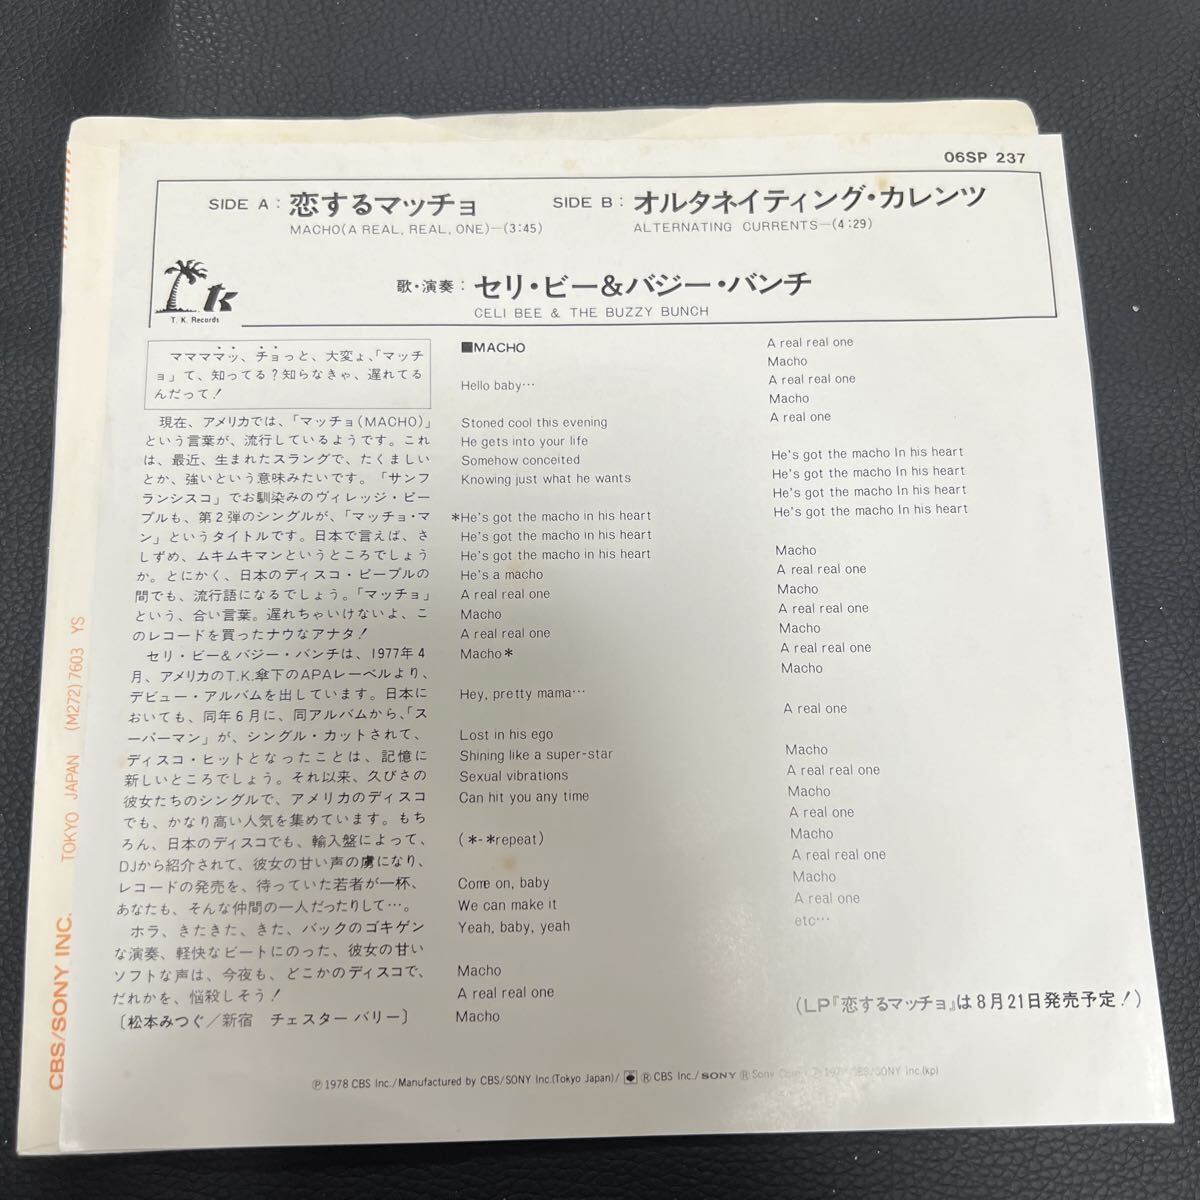 06SP 237
SIDE A：恋するマッチョ
MACHO(A REAL, REAL, ONE)—(3:45)
SIDE B：オルタネイティング・カレンツ
ALTERNATING CURRENTS—(4:29)
歌・演奏：セリ・ビー&バジー・バンチ
CELI BEE & THE BUZZY BUNCH
tk
T. K. Records
ママママッ、チョっと、大変ょ、「マッチ
ョ」て、知ってる？知らなきゃ、遅れてる
んだって！
現在、アメリカでは、「マッチョ(MACHO)」
という言葉が、流行しているようです。これ
は、最近、生まれたスラングで、たくましい
とか、強いという意味みたいです。「サンフ
ランシスコ」でお馴染みのヴィレッジ・ピー
プルも、第2弾のシングルが、「マッチョ・マ
ン」というタイトルです。日本で言えば、さ
しずめ、ムキムキマンというところでしょう
か。とにかく、日本のディスコ・ピープルの
間でも、流行語になるでしょう。「マッチョ」
という、合い言葉。遅れちゃいけないよ、こ
のレコードを買ったナウなアナタ！
セリ・ビー&バジー・バンチは、1977年4
月、アメリカのT.K.傘下のAPAレーベルより、
デビュー・アルバムを出しています。日本に
おいても、同年6月に、同アルバムから、「ス
ーパーマン」が、シングル・カットされて、
ディスコ・ヒットとなったことは、記憶に
新しいところでしょう。それ以来、久びさの
彼女たちのシングルで、アメリカのディスコ
でも、かなり高い人気を集めています。もち
ろん、日本のディスコでも、輸入盤によって、
DJから紹介されて、彼女の甘い声の虜になり、
レコードの発売を、待っていた若者が一杯、
あなたも、そんな仲間の一人だったりして…。
ホラ、きたきた、きた、バックのゴキゲン
な演奏、軽快なビートにのった、彼女の甘い
ソフトな声は、今夜も、どこかのディスコで、
だれかを、悩殺しそう！
〔松本みつぐ／新宿 チェスター バリー〕
■MACHO
Hello baby…
Stoned cool this evening
He gets into your life
Somehow conceited
Knowing just what he wants
*He's got the macho in his heart
He's got the macho in his heart
He's got the macho in his heart
He's a macho
A real real one
Macho
A real real one
Macho*
Hey, pretty mama…
Lost in his ego
Shining like a super-star
Sexual vibrations
Can hit you any time
(*-*repeat)
Come on, baby
We can make it
Yeah, baby, yeah
Macho
A real real one
Macho
A real real one
Macho
A real real one
Macho
A real one
He's got the macho In his heart
He's got the macho In his heart
He's got the macho In his heart
He's got the macho In his heart
Macho
A real real one
Macho
A real real one
Macho
A real real one
Macho
A real one
Macho
A real real one
Macho
A real one
Macho
A real real one
Macho
A real one
etc…
(LP『恋するマッチョ』は8月21日発売予定！)
Ⓟ1978 CBS Inc./Manufactured by CBS/SONY Inc.(Tokyo Japan)/ ® CBS Inc./SONY ® Sony CBS/SONY Inc.(kp)
CBS/SONY INC. TOKYO JAPAN (M272)7603 YS